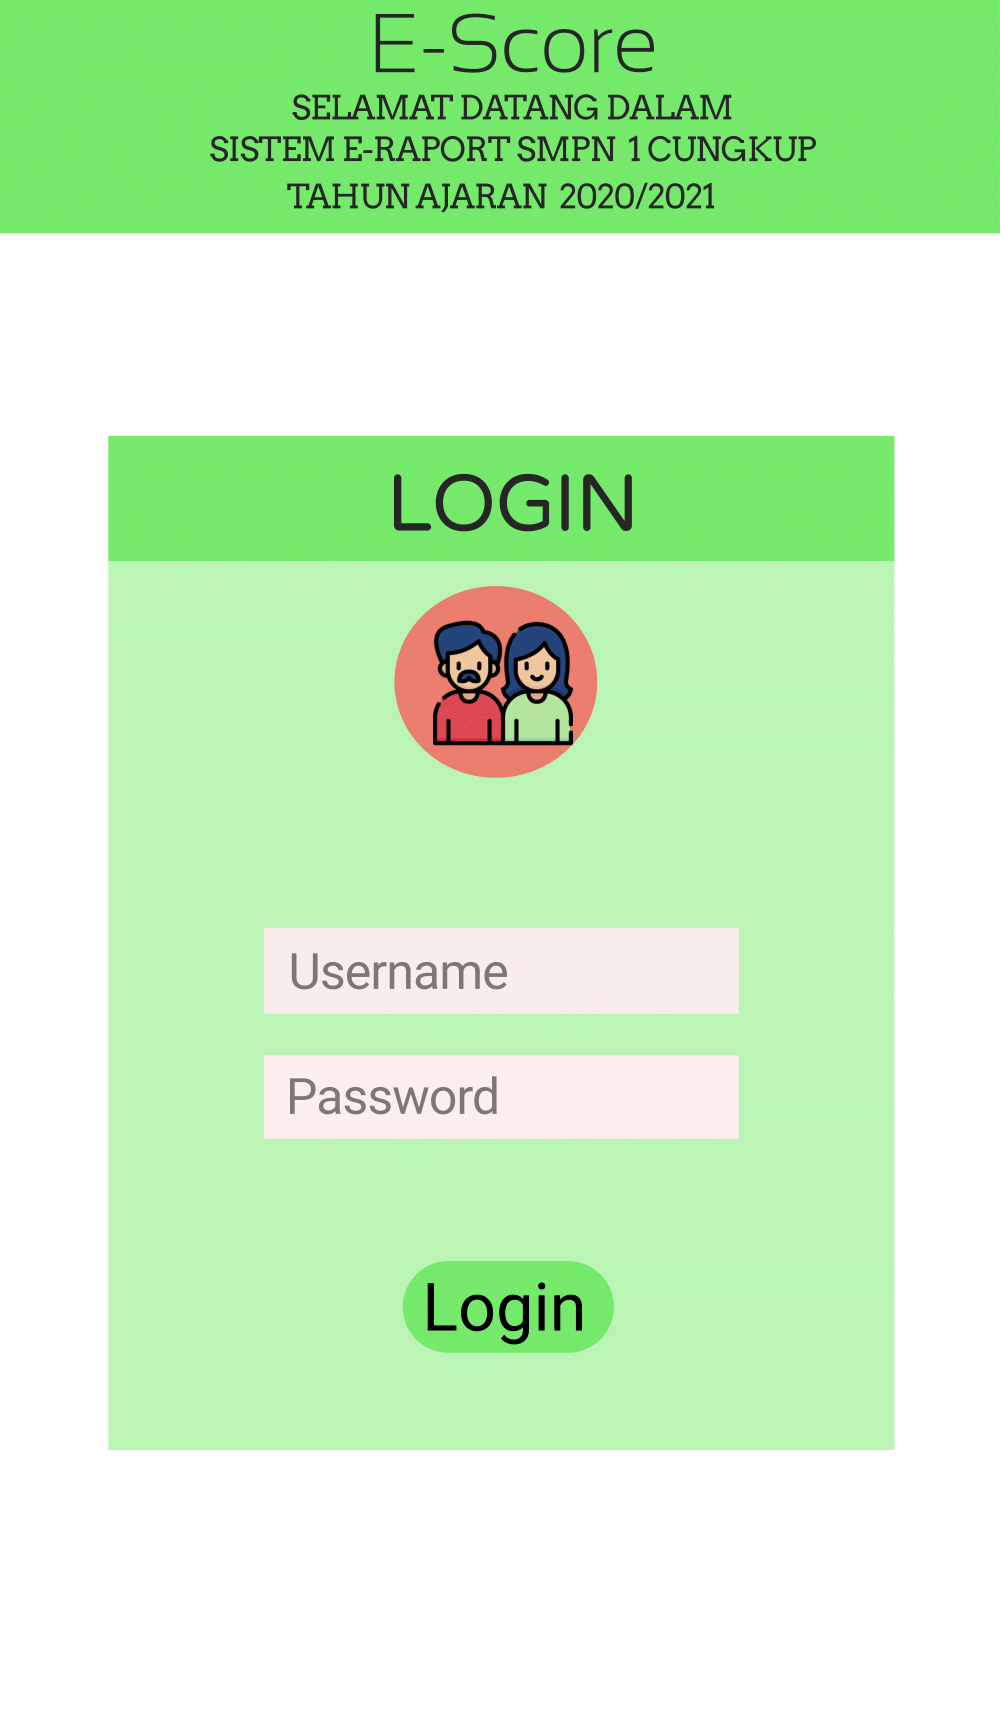 E-Score
SELAMAT DATANG DALAM
SISTEM E-RAPORT SMPN 1 CUNGKUP
TAHUN AJARAN 2020/2021
LOGIN
Username
Password
Login